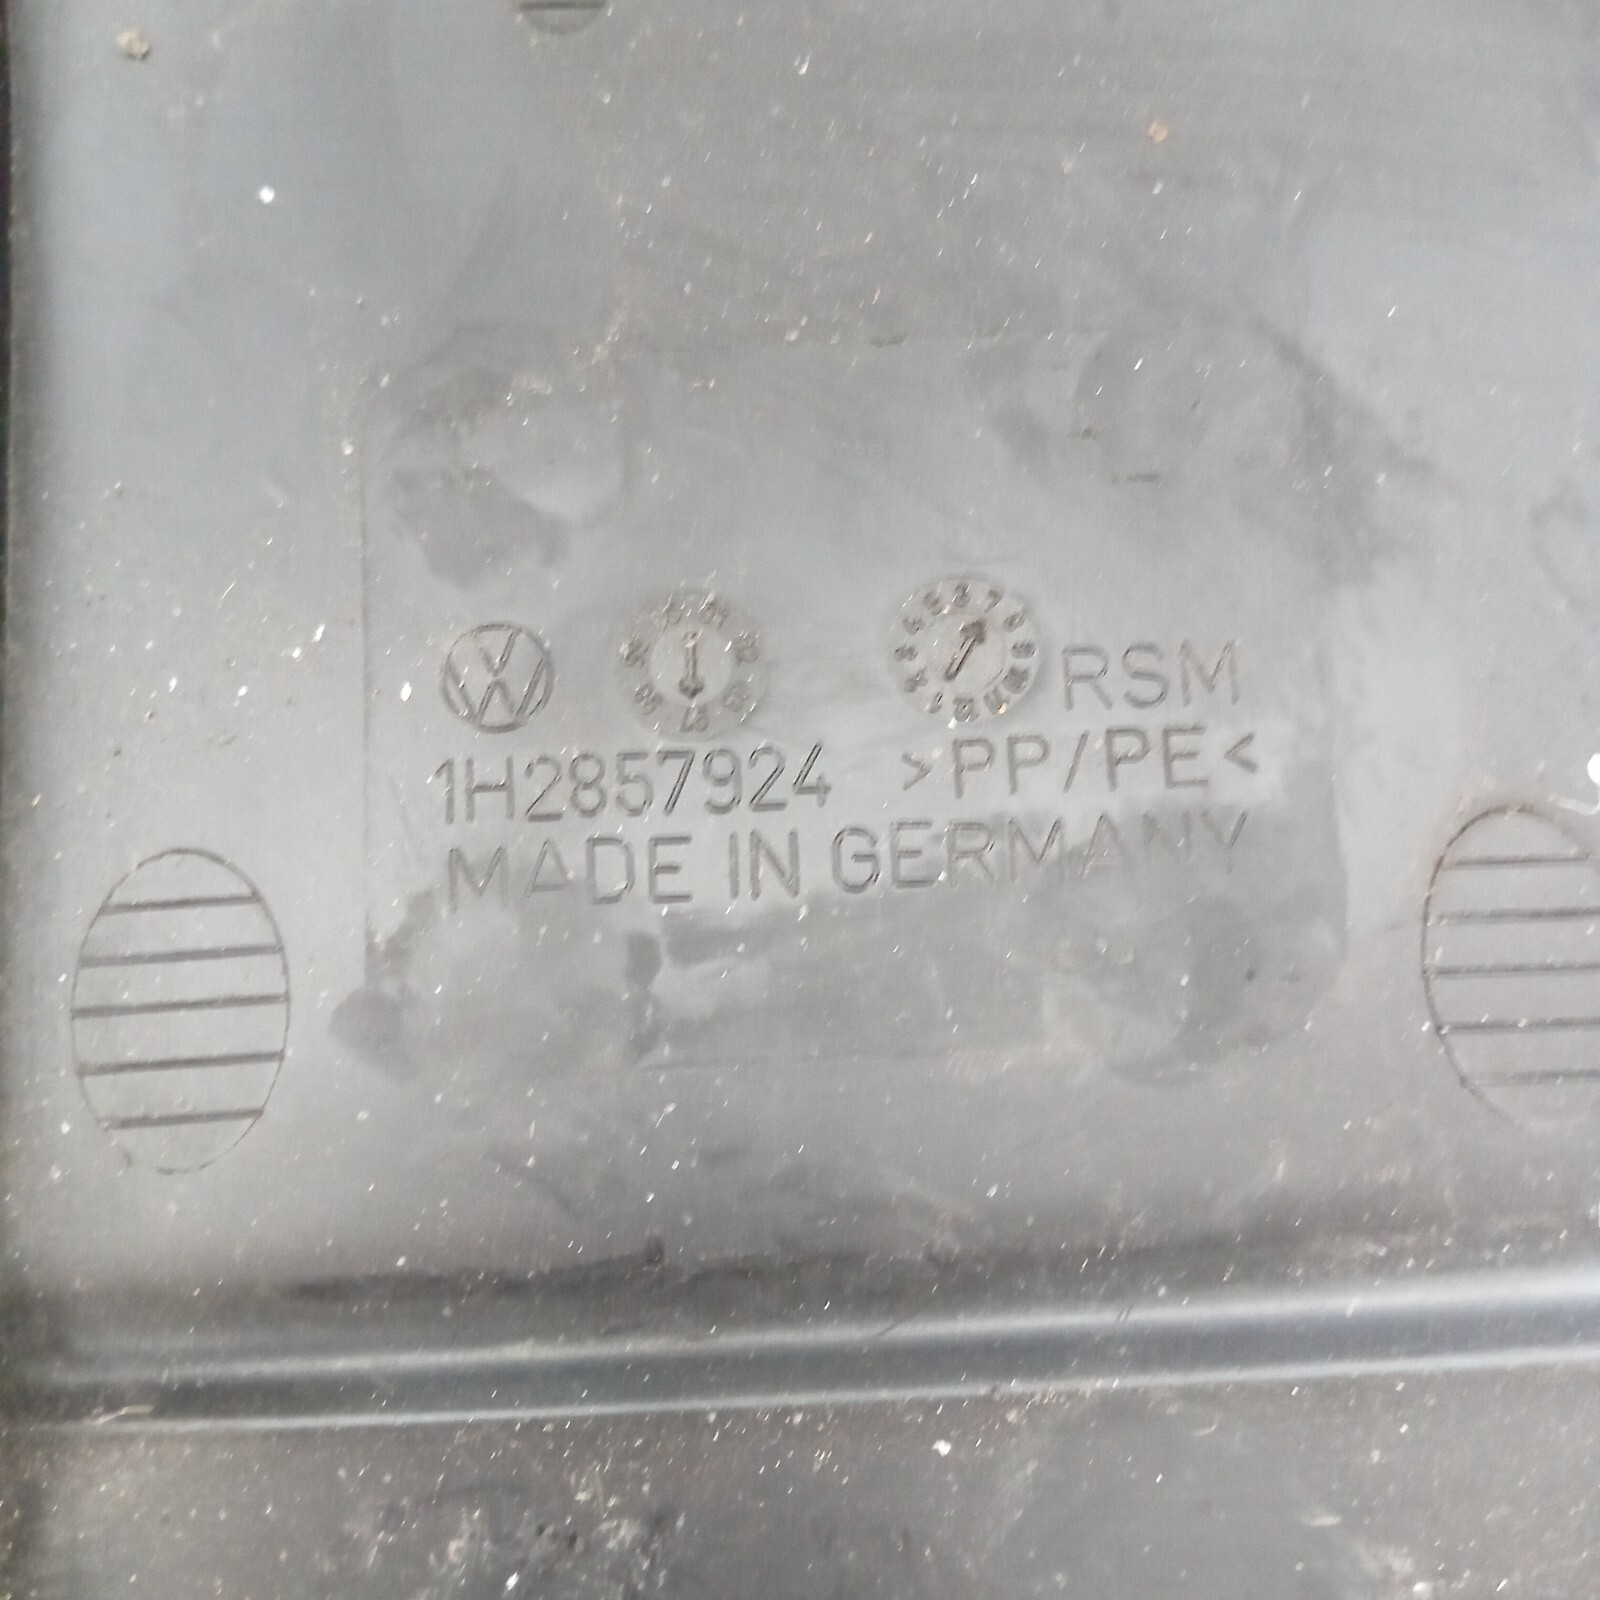 RSM
1H2857924 >PP/PE<
MADE IN GERMANY